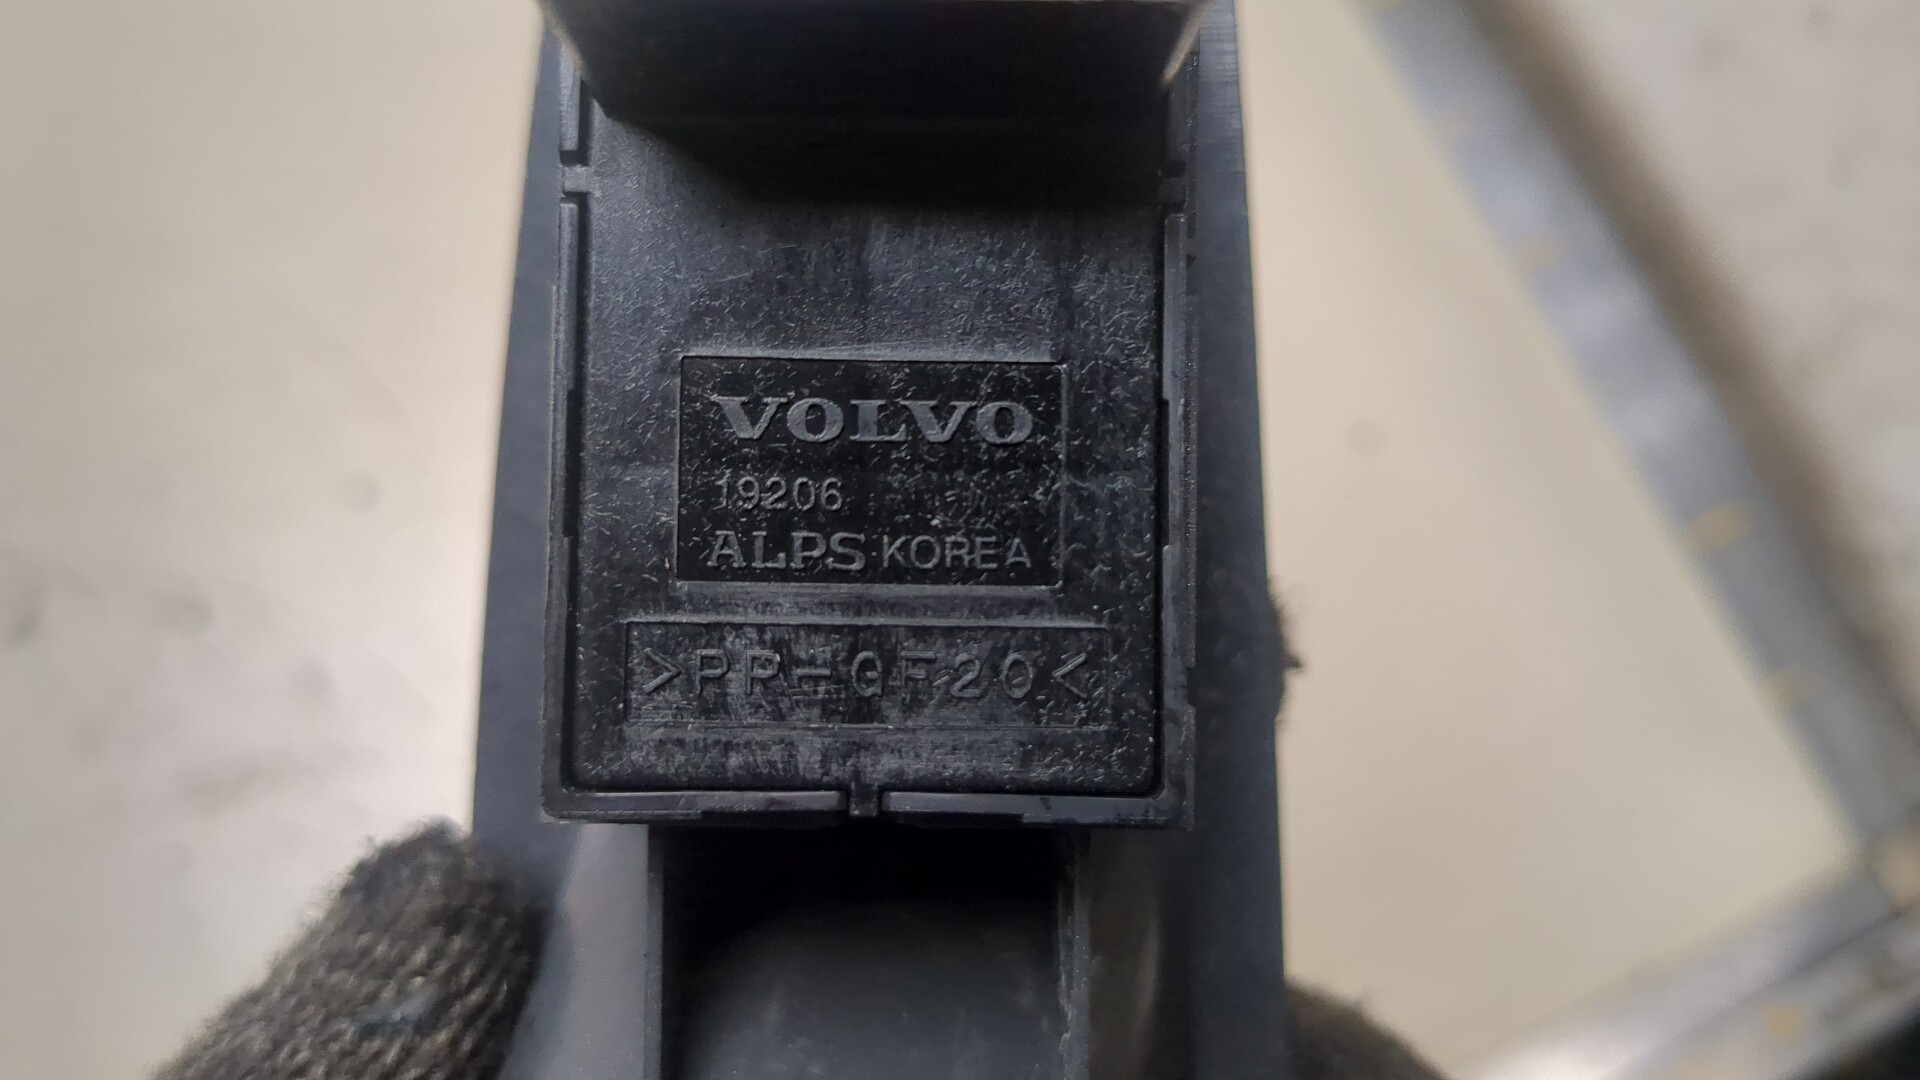 VOLVO
19206
ALPS KOREA
>PP-GF20<